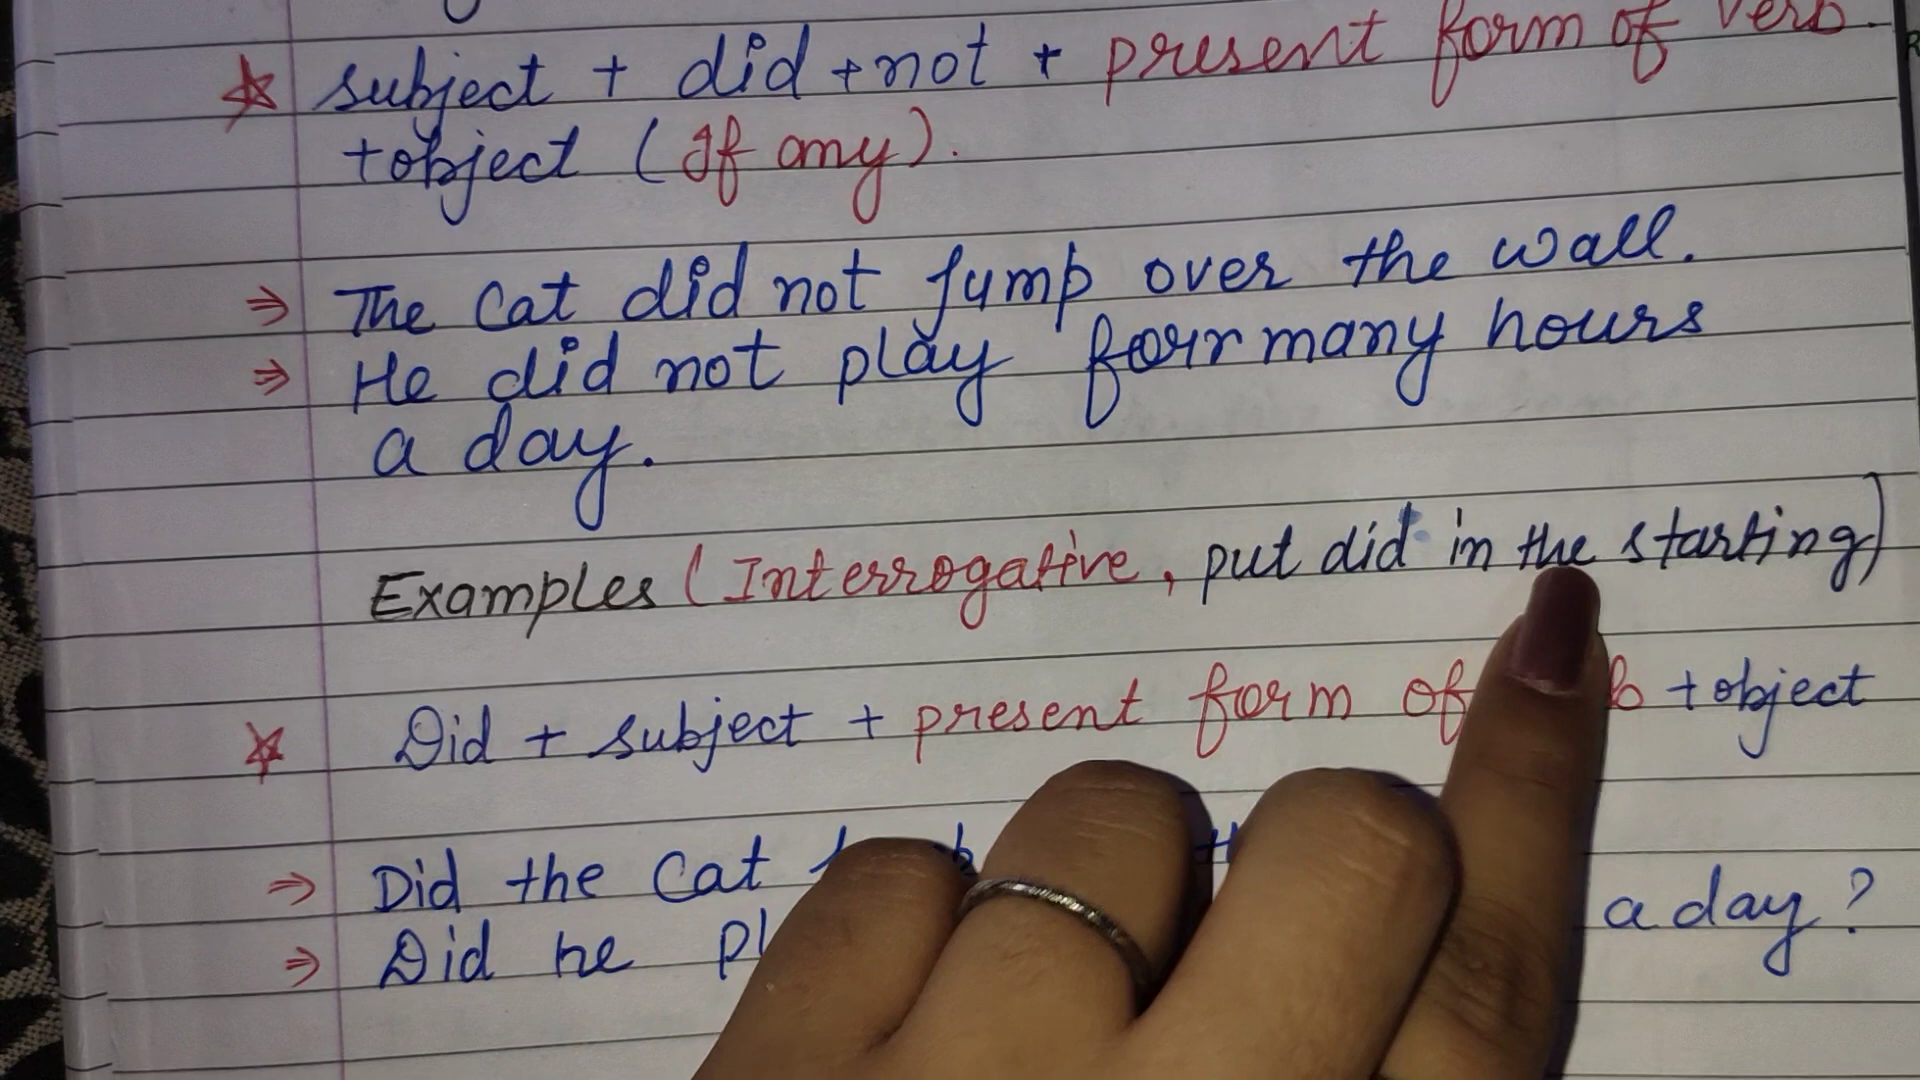 subject + did + not + present form of verb.
+ object (If any).
⇒ The Cat did not jump over the wall.
⇒ He did not play for many hours
a day.
Examples (Interrogative, put did in the starting)
Did + subject + present form of + object
⇒ Did the Cat
⇒ Did he a day?